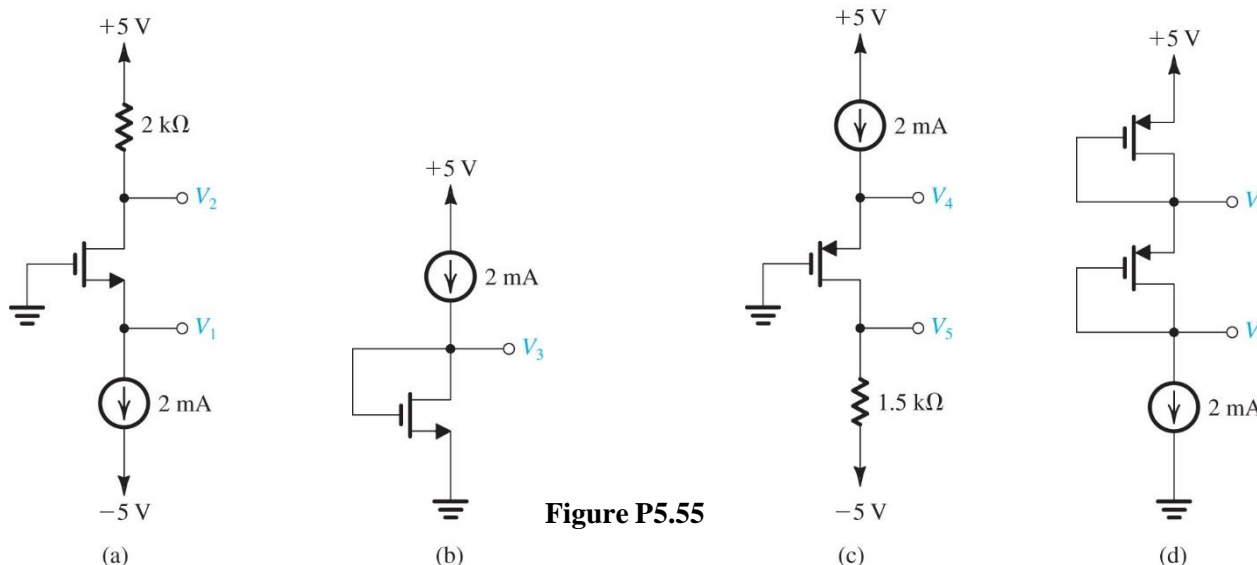 +5 V
2 kΩ
V2
V1
2 mA
−5 V
(a)
+5 V
2 mA
V3
(b)
Figure P5.55
+5 V
2 mA
V4
V5
1.5 kΩ
−5 V
(c)
+5 V
V
V
2 mA
(d)